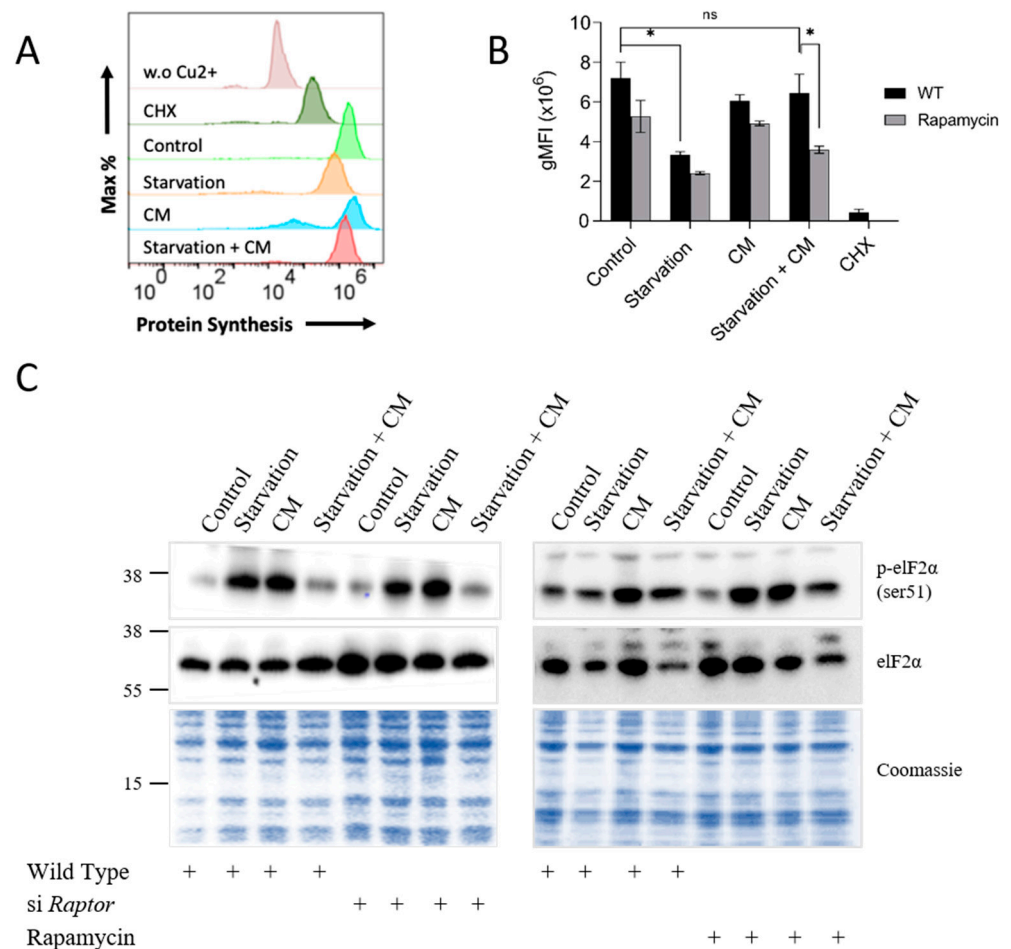 A
Max %
w.o Cu2+
CHX
Control
Starvation
CM
Starvation + CM
10^0 10^2 10^4 10^6
Protein Synthesis
B
gMFI (x10^6)
10
8
6
4
2
0
ns
*
*
WT
Rapamycin
Control
Starvation
CM
Starvation + CM
CHX
C
Control Starvation CM Starvation + CM Control Starvation CM Starvation + CM
Control Starvation CM Starvation + CM Control Starvation CM Starvation + CM
38
p-elF2α
(ser51)
38
elF2α
55
Coomassie
15
Wild Type + + + + + + + +
si Raptor + + + +
Rapamycin + + + +